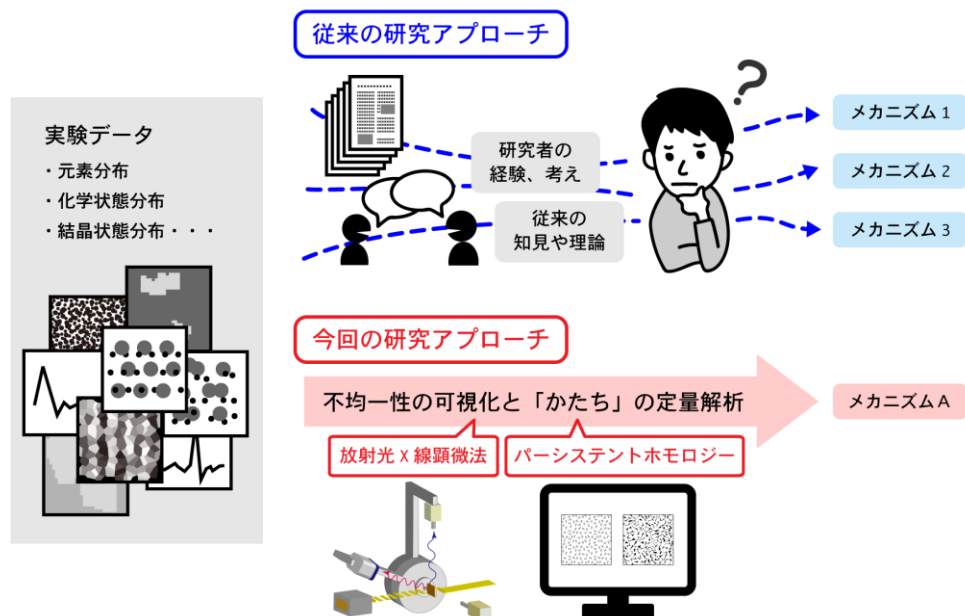 従来の研究アプローチ
実験データ
・元素分布
・化学状態分布
・結晶状態分布・・・
研究者の
経験、考え
従来の
知見や理論
?
メカニズム 1
メカニズム 2
メカニズム 3
今回の研究アプローチ
不均一性の可視化と「かたち」の定量解析
放射光 X 線顕微法
パーシステントホモロジー
メカニズム A